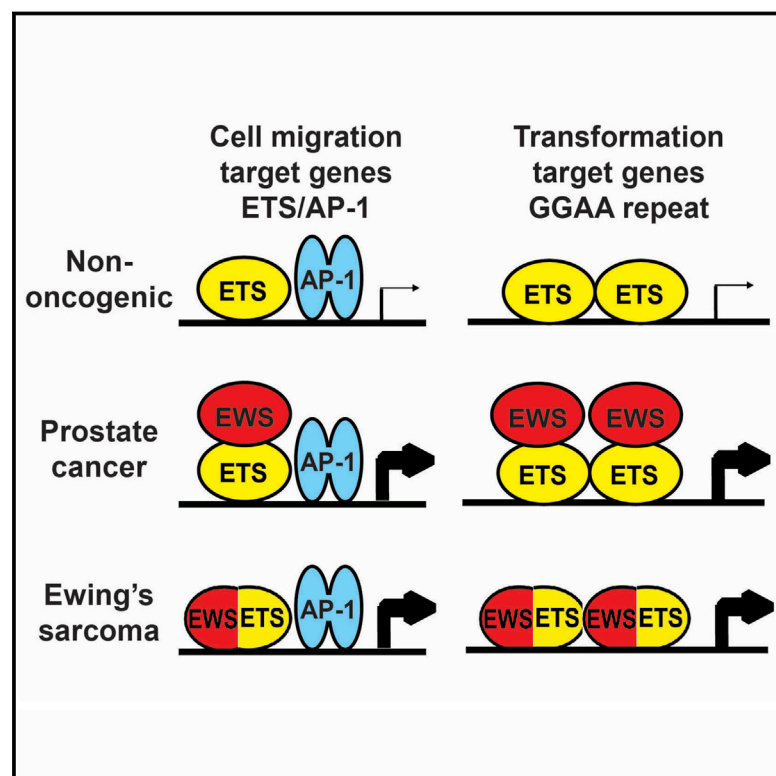 Cell migration
target genes
ETS/AP-1
Transformation
target genes
GGAA repeat
Non-
oncogenic
ETS AP-1
ETS ETS
Prostate
cancer
EWS
ETS AP-1
EWS EWS
ETS ETS
Ewing's
sarcoma
EWS ETS AP-1
EWS ETS EWS ETS